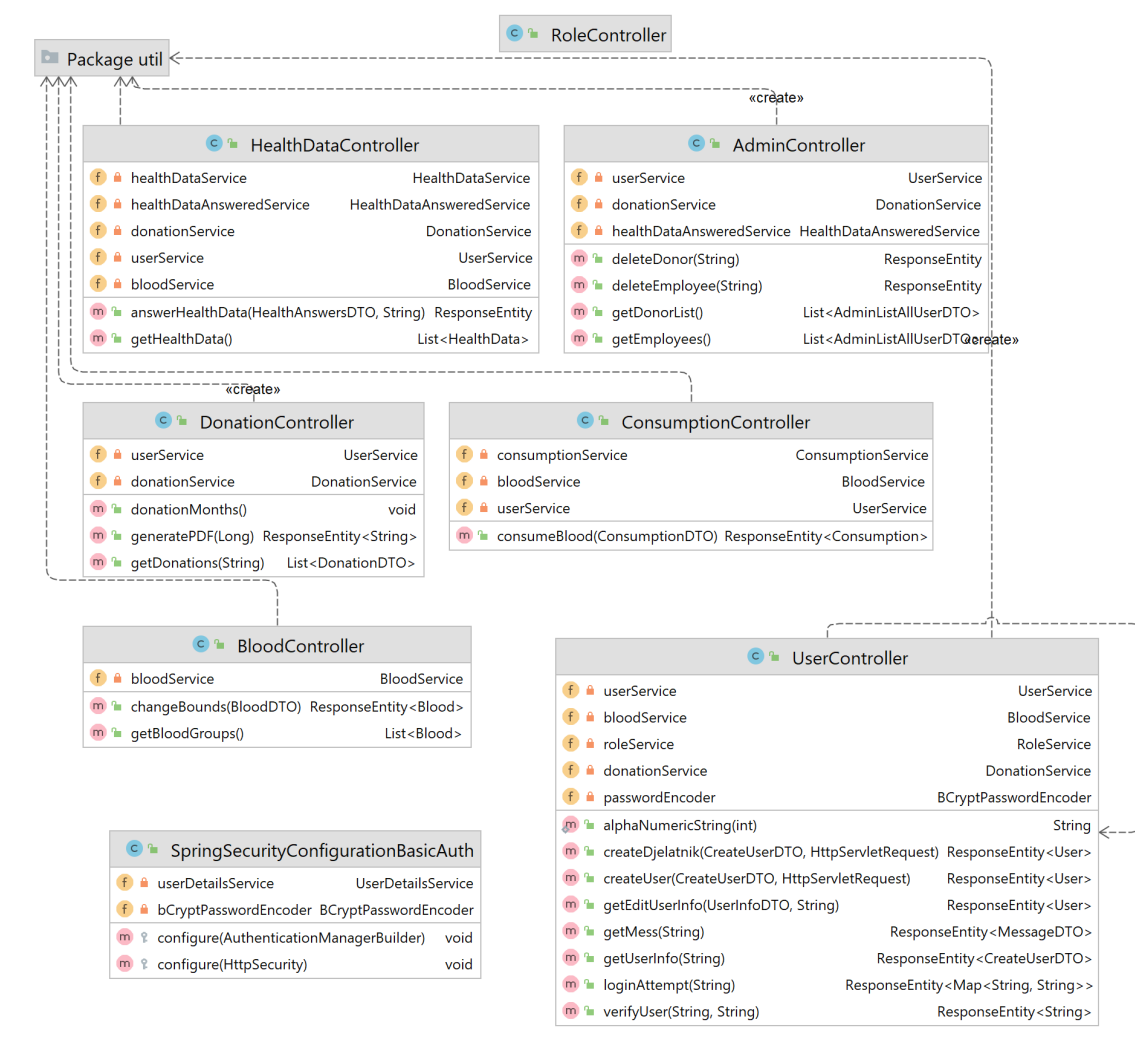 RoleController
Package util
«create»
HealthDataController
healthDataService HealthDataService
healthDataAnsweredService HealthDataAnsweredService
donationService DonationService
userService UserService
bloodService BloodService
answerHealthData(HealthAnswersDTO, String) ResponseEntity
getHealthData() List<HealthData>
AdminController
userService UserService
donationService DonationService
healthDataAnsweredService HealthDataAnsweredService
deleteDonor(String) ResponseEntity
deleteEmployee(String) ResponseEntity
getDonorList() List<AdminListAllUserDTO>
getEmployees() List<AdminListAllUserDTO>
«create»
«create»
DonationController
userService UserService
donationService DonationService
donationMonths() void
generatePDF(Long) ResponseEntity<String>
getDonations(String) List<DonationDTO>
ConsumptionController
consumptionService ConsumptionService
bloodService BloodService
userService UserService
consumeBlood(ConsumptionDTO) ResponseEntity<Consumption>
BloodController
bloodService BloodService
changeBounds(BloodDTO) ResponseEntity<Blood>
getBloodGroups() List<Blood>
UserController
userService UserService
bloodService BloodService
roleService RoleService
donationService DonationService
passwordEncoder BCryptPasswordEncoder
alphaNumericString(int) String
createDjelatnik(CreateUserDTO, HttpServletRequest) ResponseEntity<User>
createUser(CreateUserDTO, HttpServletRequest) ResponseEntity<User>
getEditUserInfo(UserInfoDTO, String) ResponseEntity<User>
getMess(String) ResponseEntity<MessageDTO>
getUserInfo(String) ResponseEntity<CreateUserDTO>
loginAttempt(String) ResponseEntity<Map<String, String>>
verifyUser(String, String) ResponseEntity<String>
SpringSecurityConfigurationBasicAuth
userDetailsService UserDetailsService
bCryptPasswordEncoder BCryptPasswordEncoder
configure(AuthenticationManagerBuilder) void
configure(HttpSecurity) void